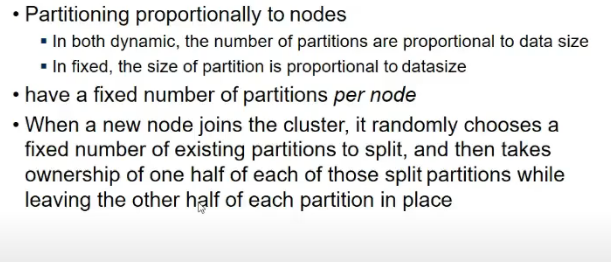 • Partitioning proportionally to nodes
▪ In both dynamic, the number of partitions are proportional to data size
▪ In fixed, the size of partition is proportional to datasize
• have a fixed number of partitions per node
• When a new node joins the cluster, it randomly chooses a
fixed number of existing partitions to split, and then takes
ownership of one half of each of those split partitions while
leaving the other half of each partition in place